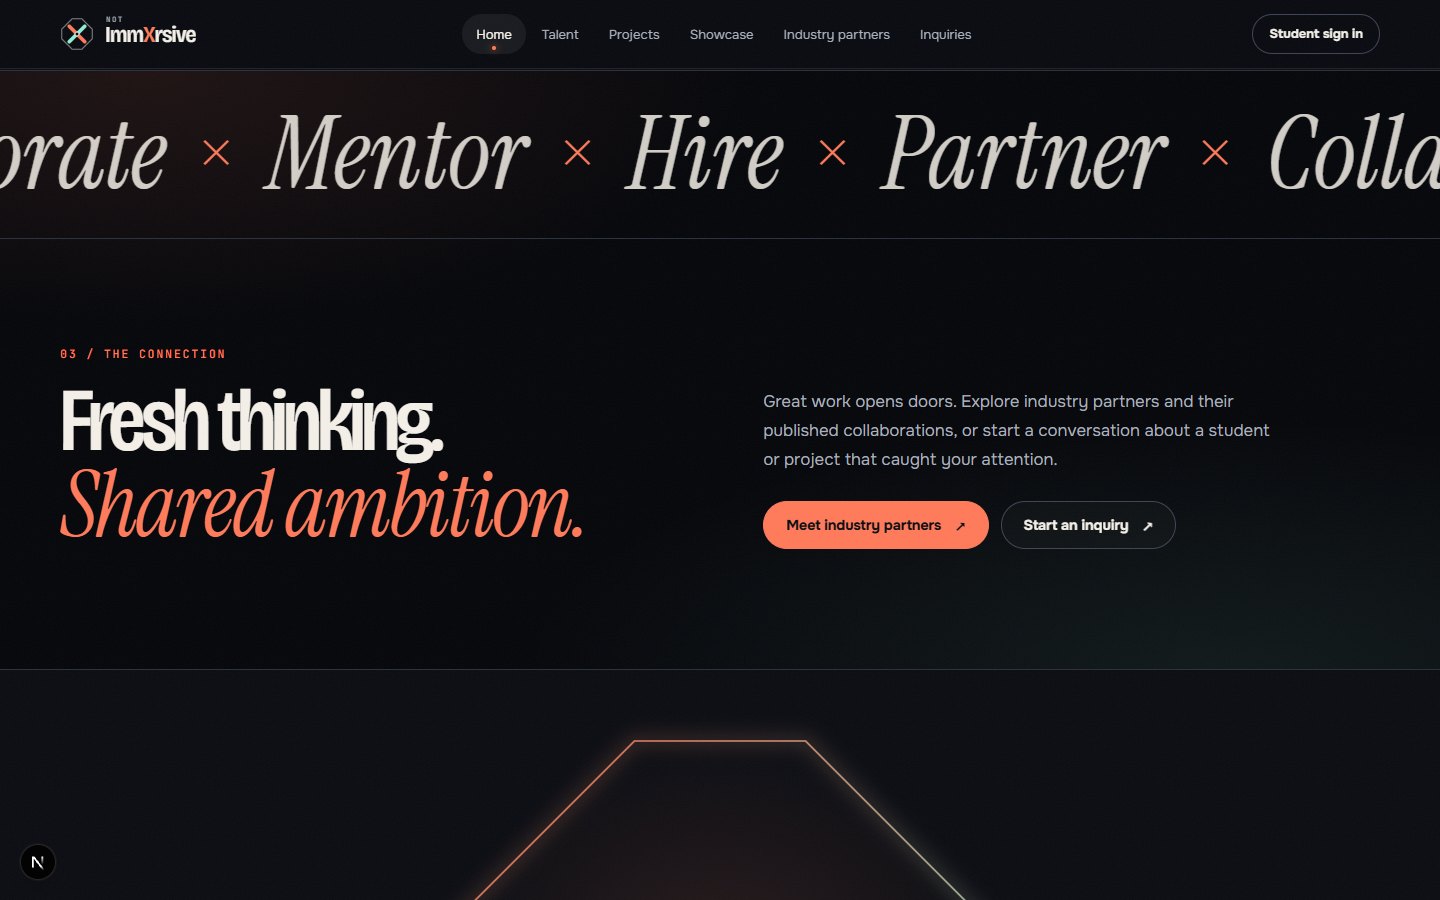 NOT
ImmXrsive
Home
Talent
Projects
Showcase
Industry partners
Inquiries
Student sign in
orate × Mentor × Hire × Partner × Colla
03 / THE CONNECTION
Fresh thinking.
Shared ambition.
Great work opens doors. Explore industry partners and their
published collaborations, or start a conversation about a student
or project that caught your attention.
Meet industry partners ↗
Start an inquiry ↗
N